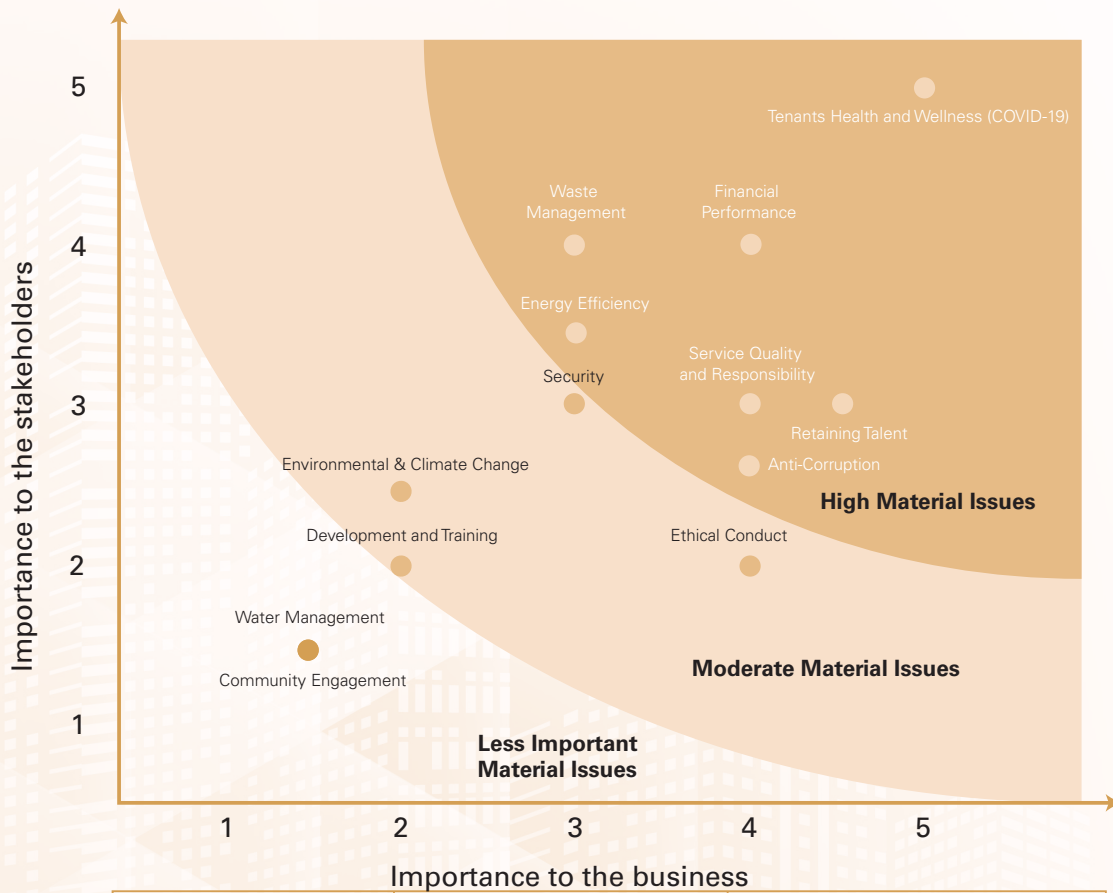 5
Tenants Health and Wellness (COVID-19)
Waste
Management
Financial
Performance
4
Energy Efficiency
Service Quality
and Responsibility
Security
3
Retaining Talent
Environmental & Climate Change
Anti-Corruption
High Material Issues
Development and Training
Ethical Conduct
2
Water Management
Moderate Material Issues
Community Engagement
1
Less Important
Material Issues
Importance to the stakeholders
1 2 3 4 5
Importance to the business